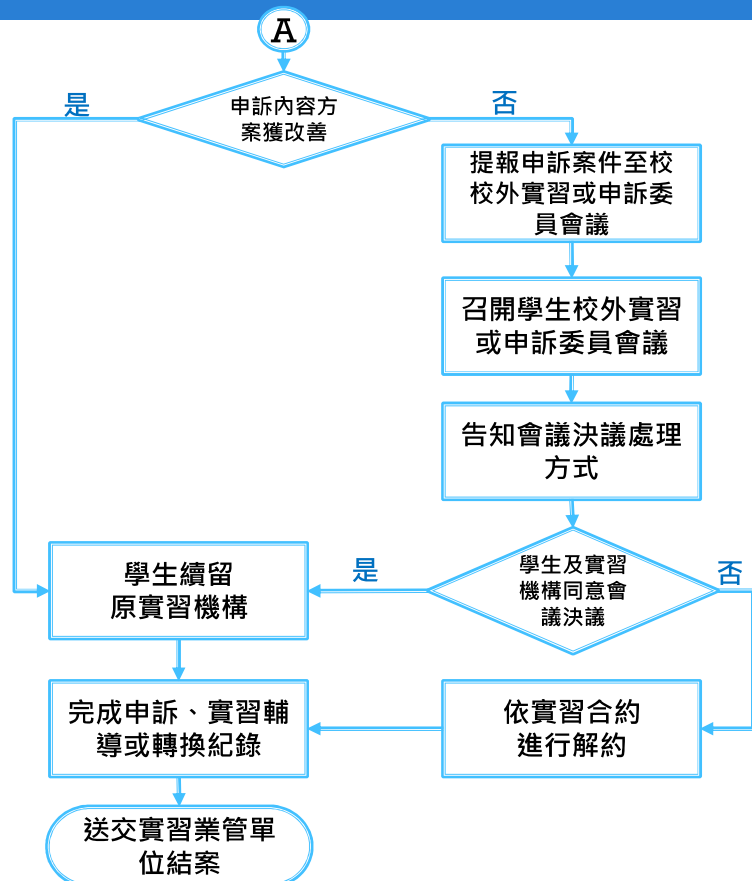 A
申訴內容方
案獲改善
是
否
提報申訴案件至校
校外實習或申訴委
員會議
召開學生校外實習
或申訴委員會議
告知會議決議處理
方式
學生及實習
機構同意會
議決議
是
否
學生續留
原實習機構
完成申訴、實習輔
導或轉換紀錄
依實習合約
進行解約
送交實習業管單
位結案